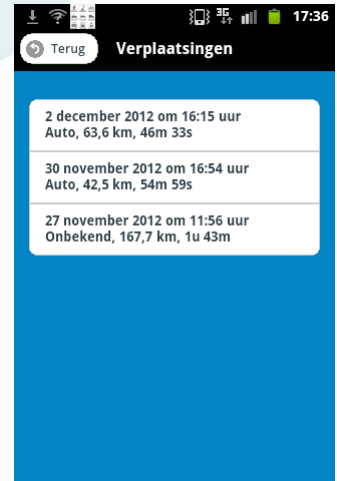 3G 17:36
Terug Verplaatsingen
2 december 2012 om 16:15 uur
Auto, 63,6 km, 46m 33s
30 november 2012 om 16:54 uur
Auto, 42,5 km, 54m 59s
27 november 2012 om 11:56 uur
Onbekend, 167,7 km, 1u 43m